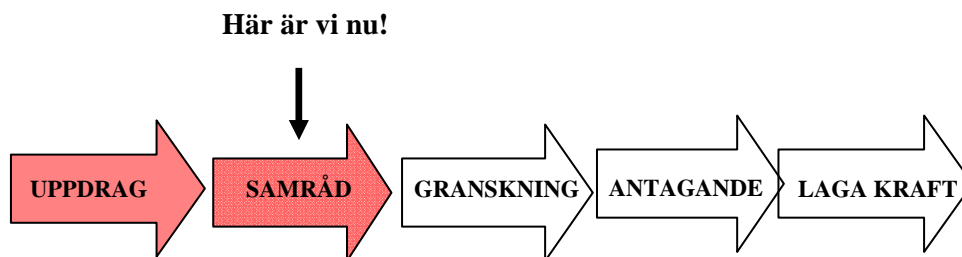 Här är vi nu!
UPPDRAG
SAMRÅD
GRANSKNING
ANTAGANDE
LAGA KRAFT